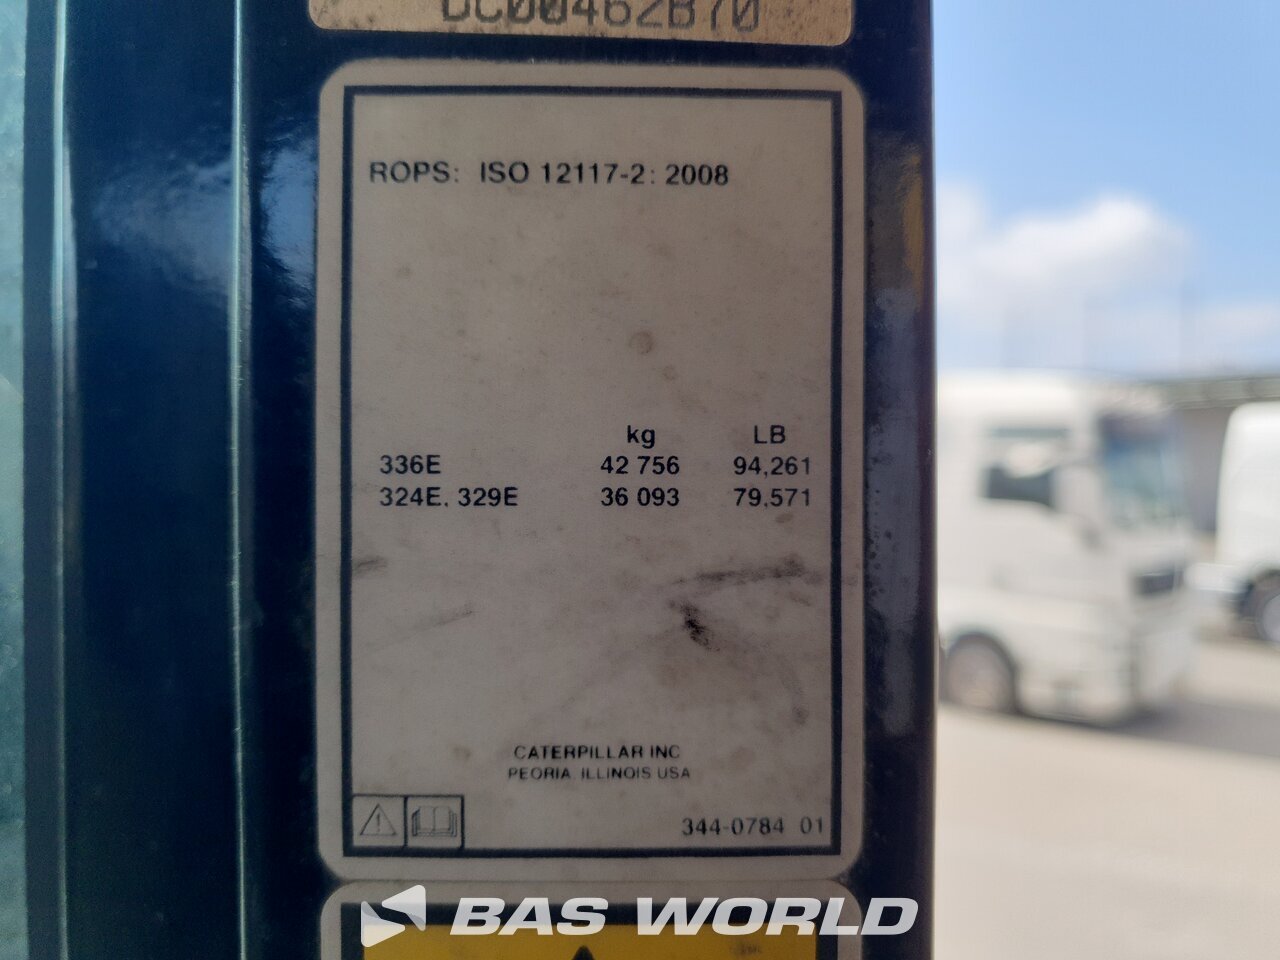 DC00462B70
ROPS: ISO 12117-2: 2008
kg LB
336E 42 756 94,261
324E, 329E 36 093 79,571
CATERPILLAR INC
PEORIA, ILLINOIS USA
344-0784 01
BAS WORLD